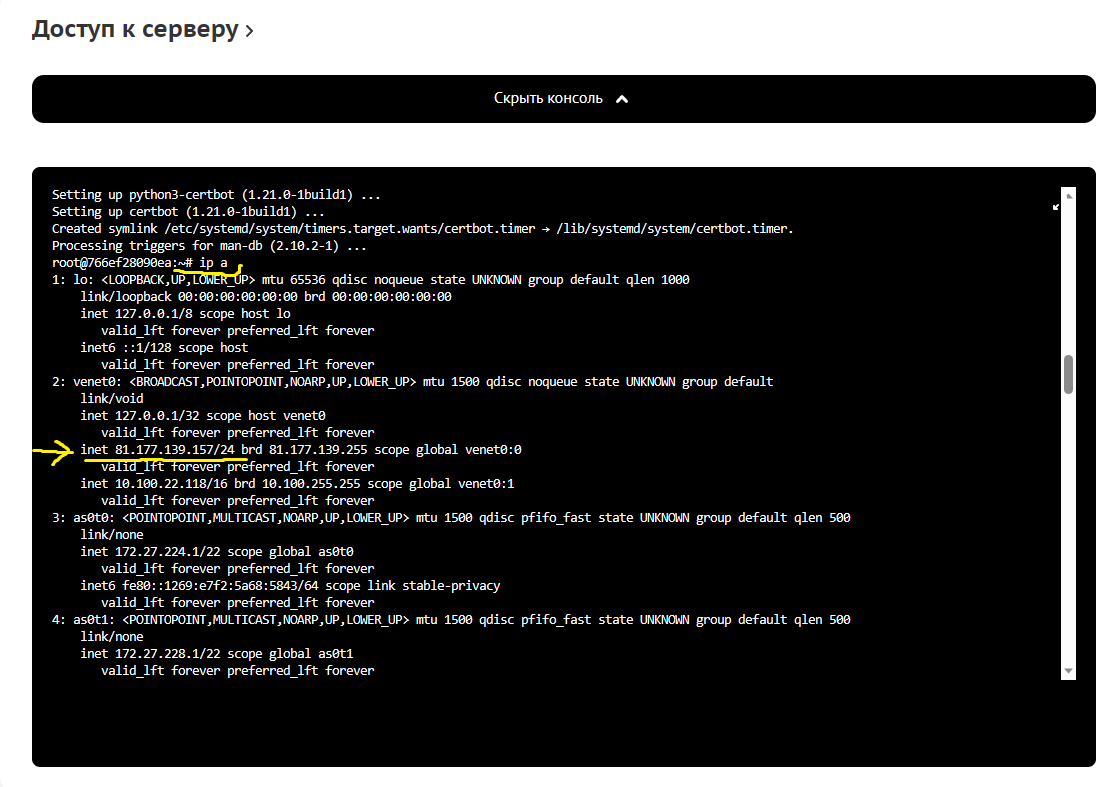 Доступ к серверу ›
Скрыть консоль
Setting up python3-certbot (1.21.0-1build1) ...
Setting up certbot (1.21.0-1build1) ...
Created symlink /etc/systemd/system/timers.target.wants/certbot.timer → /lib/systemd/system/certbot.timer.
Processing triggers for man-db (2.10.2-1) ...
root@766ef28090ea:~# ip a
1: lo: <LOOPBACK,UP,LOWER_UP> mtu 65536 qdisc noqueue state UNKNOWN group default qlen 1000
    link/loopback 00:00:00:00:00:00 brd 00:00:00:00:00:00
    inet 127.0.0.1/8 scope host lo
       valid_lft forever preferred_lft forever
    inet6 ::1/128 scope host
       valid_lft forever preferred_lft forever
2: venet0: <BROADCAST,POINTOPOINT,NOARP,UP,LOWER_UP> mtu 1500 qdisc noqueue state UNKNOWN group default
    link/void
    inet 127.0.0.1/32 scope host venet0
       valid_lft forever preferred_lft forever
    inet 81.177.139.157/24 brd 81.177.139.255 scope global venet0:0
       valid_lft forever preferred_lft forever
    inet 10.100.22.118/16 brd 10.100.255.255 scope global venet0:1
       valid_lft forever preferred_lft forever
3: as0t0: <POINTOPOINT,MULTICAST,NOARP,UP,LOWER_UP> mtu 1500 qdisc pfifo_fast state UNKNOWN group default qlen 500
    link/none
    inet 172.27.224.1/22 scope global as0t0
       valid_lft forever preferred_lft forever
    inet6 fe80::1269:e7f2:5a68:5843/64 scope link stable-privacy
       valid_lft forever preferred_lft forever
4: as0t1: <POINTOPOINT,MULTICAST,NOARP,UP,LOWER_UP> mtu 1500 qdisc pfifo_fast state UNKNOWN group default qlen 500
    link/none
    inet 172.27.228.1/22 scope global as0t1
       valid_lft forever preferred_lft forever